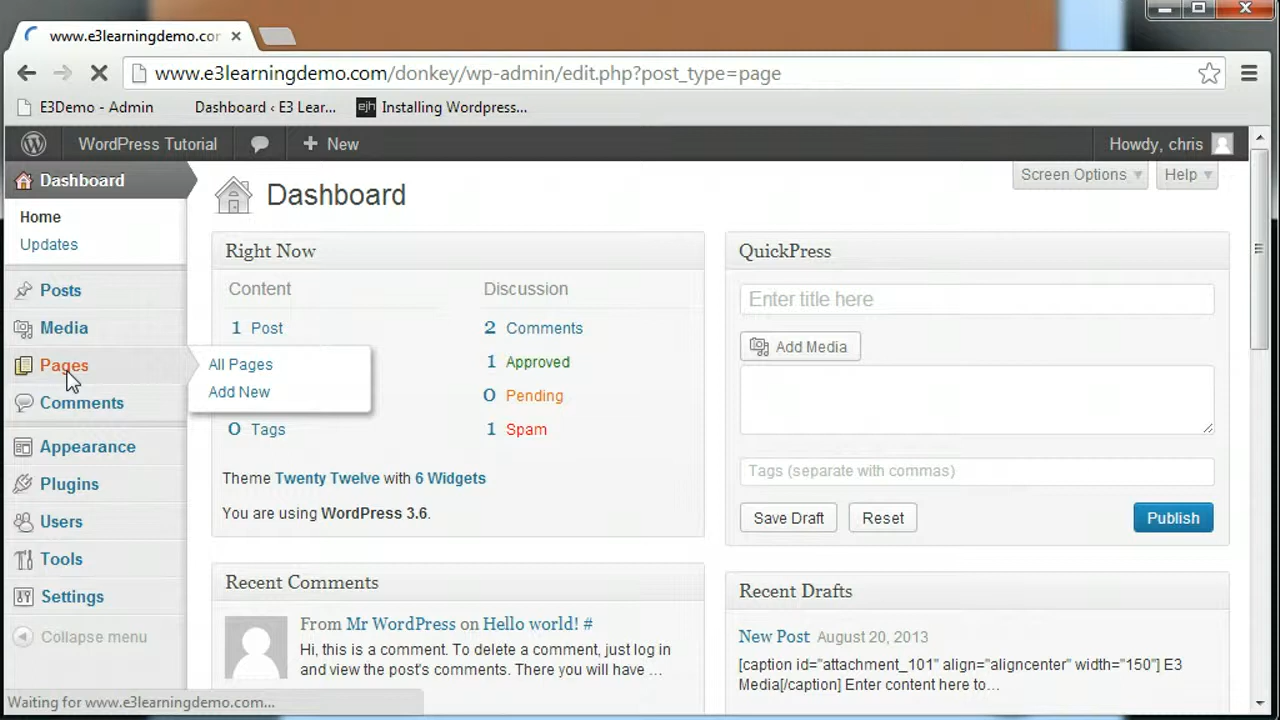 www.e3learningdemo.cor
www.e3learningdemo.com/donkey/wp-admin/edit.php?post_type=page
E3Demo - Admin
Dashboard ‹ E3 Lear...
ejh
Installing Wordpress...
WordPress Tutorial
New
Howdy, chris
Dashboard
Home
Updates
Posts
Media
Pages
Comments
Appearance
Plugins
Users
Tools
Settings
Collapse menu
All Pages
Add New
Screen Options
Help
Dashboard
Right Now
Content
Discussion
1 Post
2 Comments
1 Approved
0 Pending
0 Tags
1 Spam
Theme Twenty Twelve with 6 Widgets
You are using WordPress 3.6.
QuickPress
Enter title here
Add Media
Tags (separate with commas)
Save Draft
Reset
Publish
Recent Comments
From Mr WordPress on Hello world! #
Hi, this is a comment. To delete a comment, just log in
and view the post's comments. There you will have ...
Recent Drafts
New Post August 20, 2013
[caption id="attachment_101" align="aligncenter" width="150"] E3
Media[/caption] Enter content here to...
Waiting for www.e3learningdemo.com...